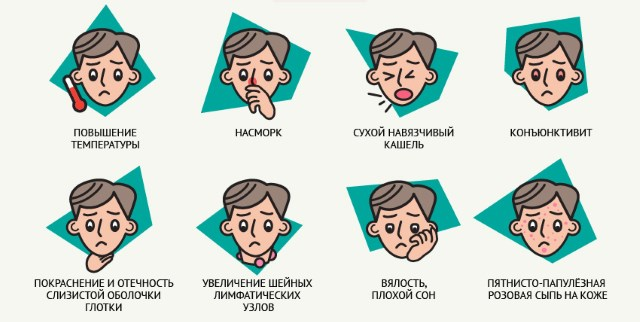 ПОВЫШЕНИЕ
ТЕМПЕРАТУРЫ
НАСМОРК
СУХОЙ НАВЯЗЧИВЫЙ
КАШЕЛЬ
КОНЪЮНКТИВИТ
ПОКРАСНЕНИЕ И ОТЕЧНОСТЬ
СЛИЗИСТОЙ ОБОЛОЧКИ
ГЛОТКИ
УВЕЛИЧЕНИЕ ШЕЙНЫХ
ЛИМФАТИЧЕСКИХ
УЗЛОВ
ВЯЛОСТЬ,
ПЛОХОЙ СОН
ПЯТНИСТО-ПАПУЛЁЗНАЯ
РОЗОВАЯ СЫПЬ НА КОЖЕ